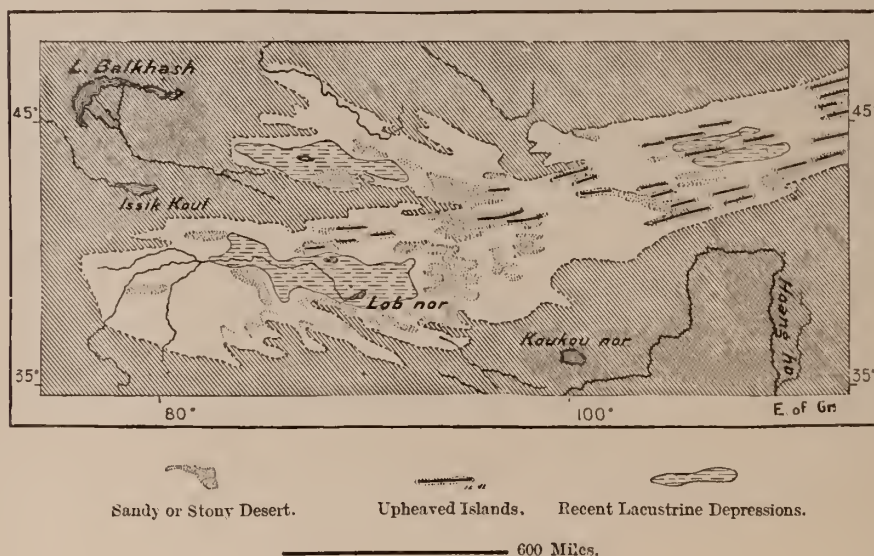 L. Balkhash
45°
45°
Issik Koul
Lob nor
Koukou nor
Hoang ho
35°
35°
80°
100°
E. of Gr.
Sandy or Stony Desert.
Upheaved Islands.
Recent Lacustrine Depressions.
600 Miles.